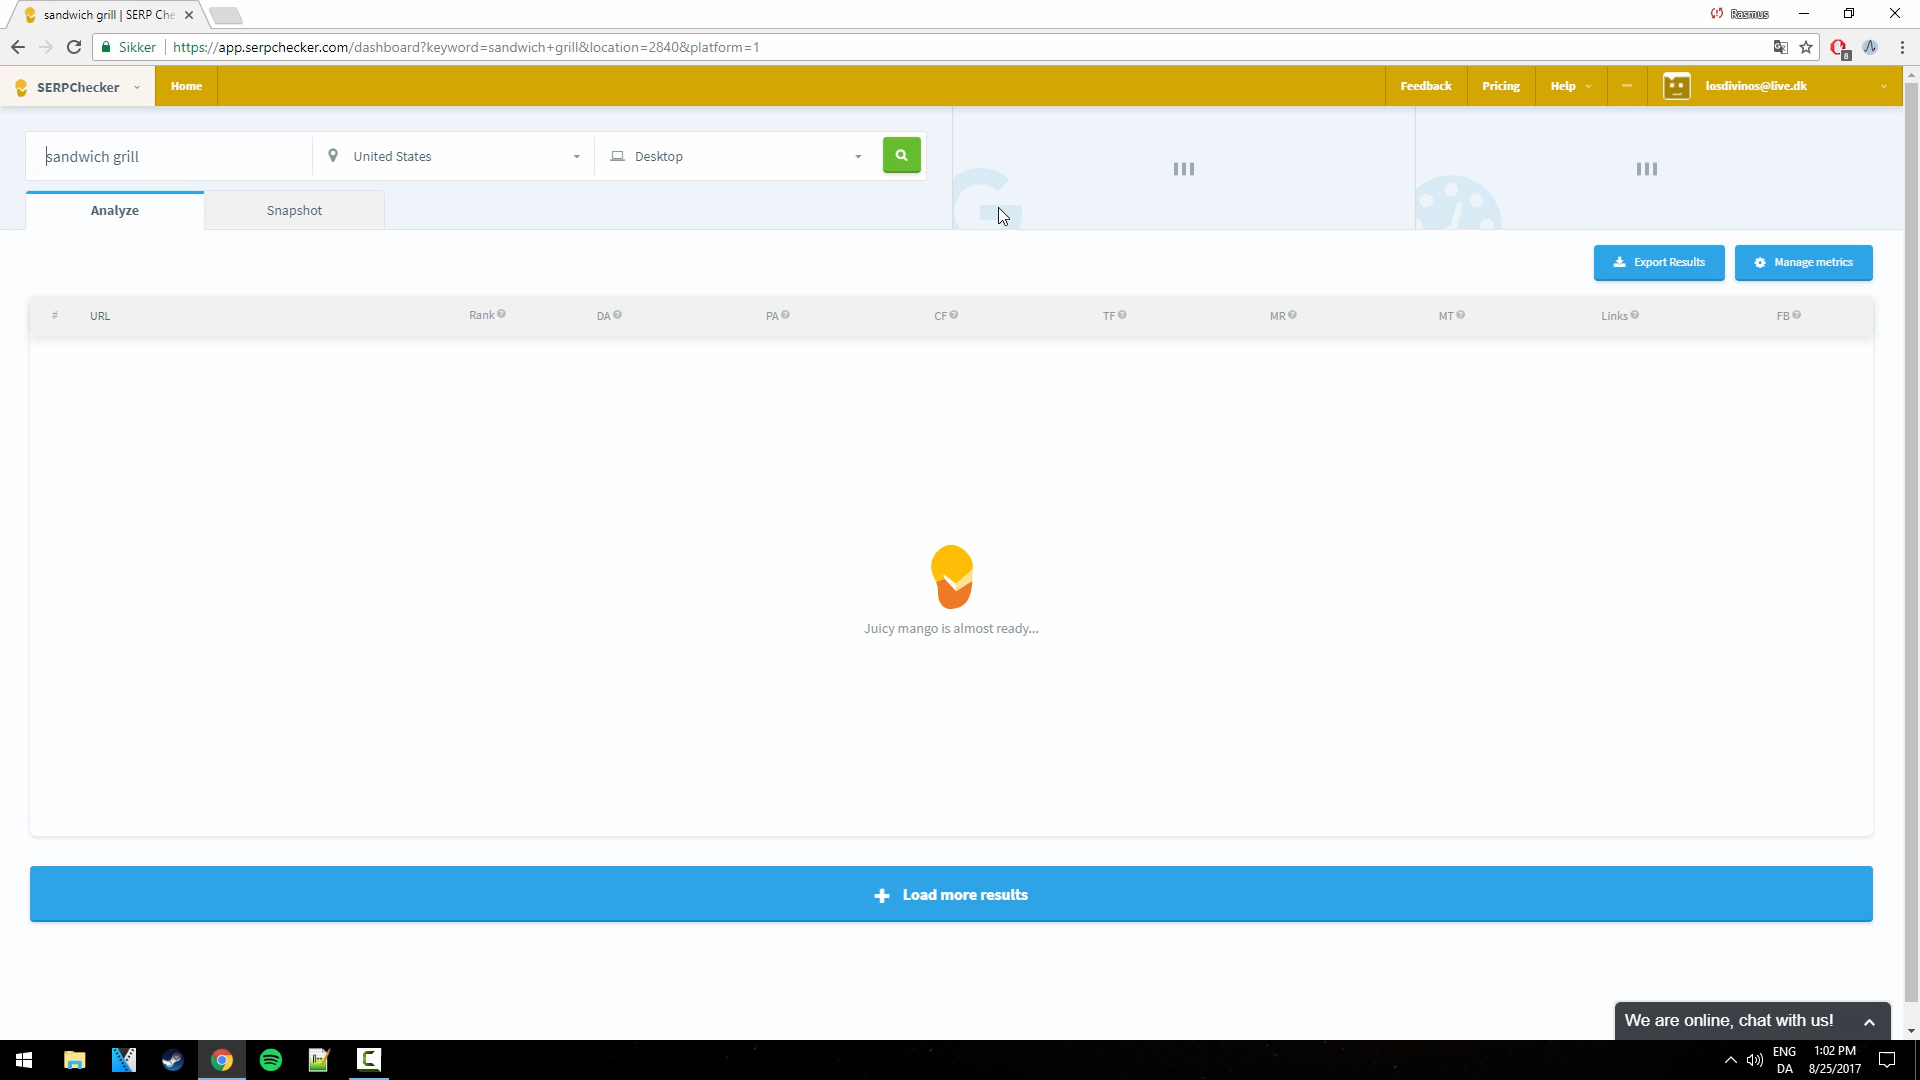 sandwich grill | SERP Che
Rasmus
Sikker
https://app.serpchecker.com/dashboard?keyword=sandwich+grill&location=2840&platform=1
8
SERPChecker
Home
Feedback
Pricing
Help
losdivinos@live.dk
sandwich grill
United States
Desktop
Analyze
Snapshot
Export Results
Manage metrics
# URL Rank DA PA CF TF MR MT Links FB
Juicy mango is almost ready...
Load more results
We are online, chat with us!
ENG
DA
1:02 PM
8/25/2017